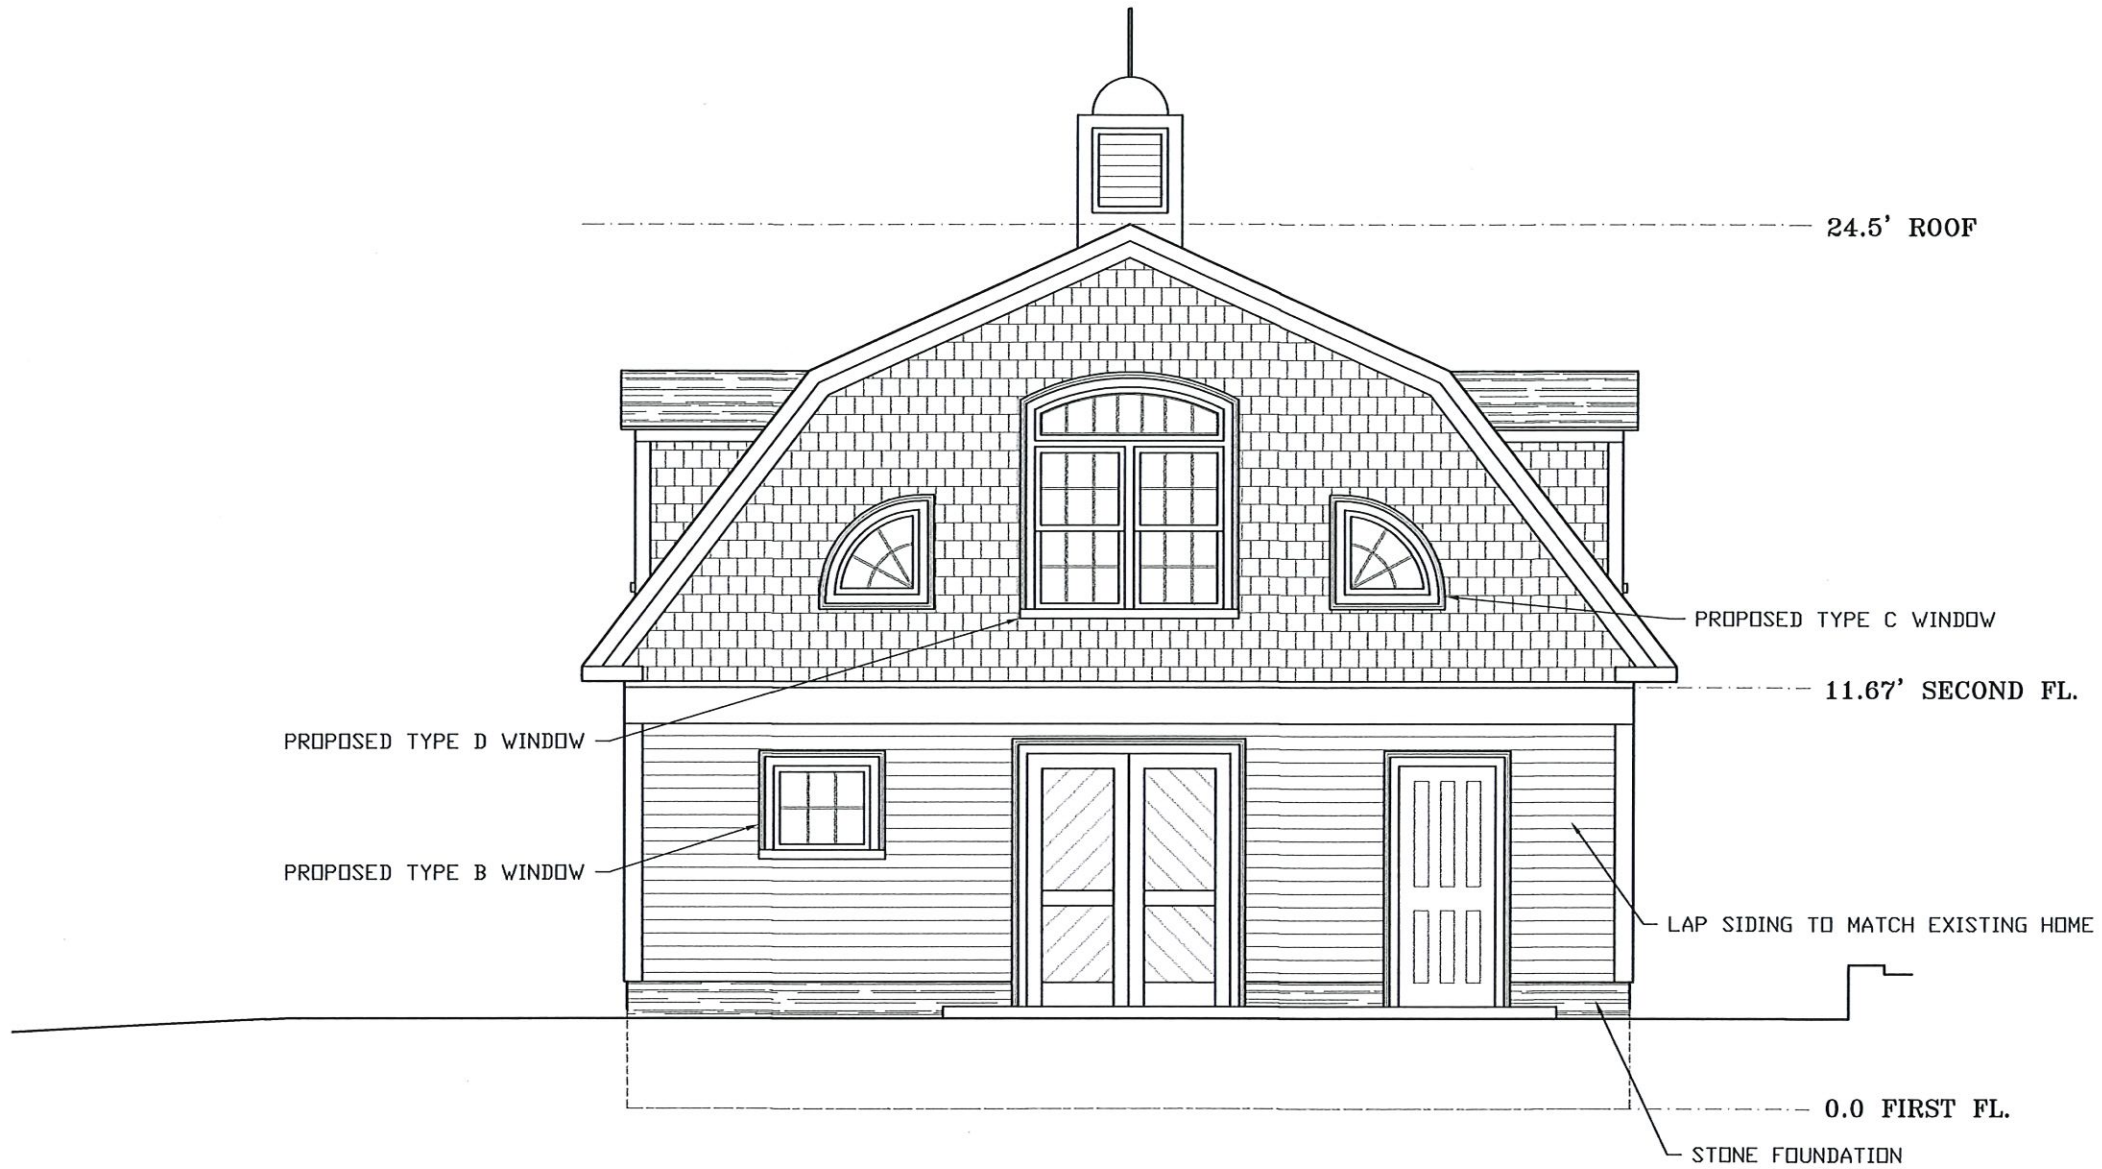 24.5' ROOF
PROPOSED TYPE C WINDOW
11.67' SECOND FL.
PROPOSED TYPE D WINDOW
PROPOSED TYPE B WINDOW
LAP SIDING TO MATCH EXISTING HOME
0.0 FIRST FL.
STONE FOUNDATION